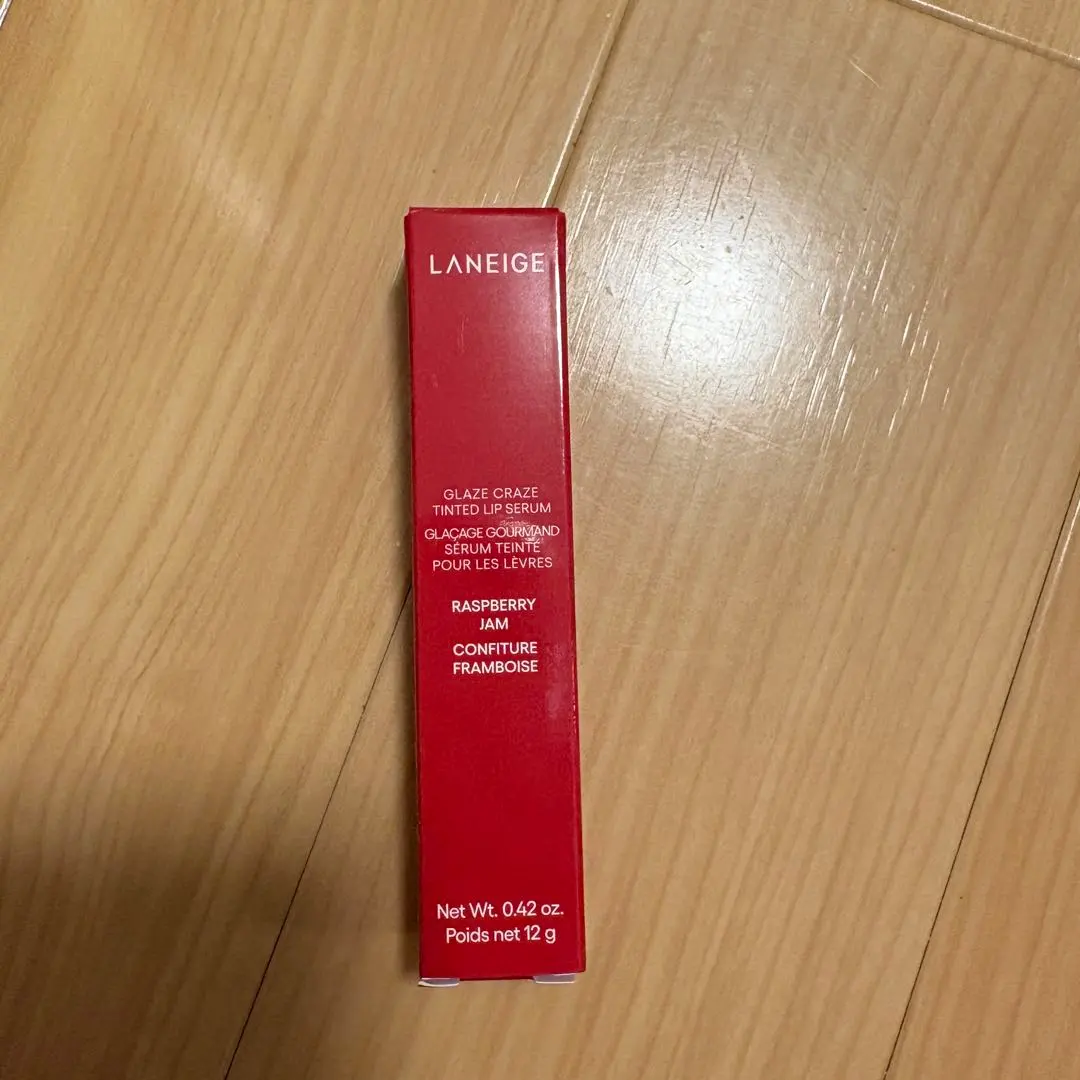 LANEIGE
GLAZE CRAZE
TINTED LIP SERUM
GLAÇAGE GOURMAND
SÉRUM TEINTÉ
POUR LES LÈVRES
RASPBERRY
JAM
CONFITURE
FRAMBOISE
Net Wt. 0.42 oz.
Poids net 12 g